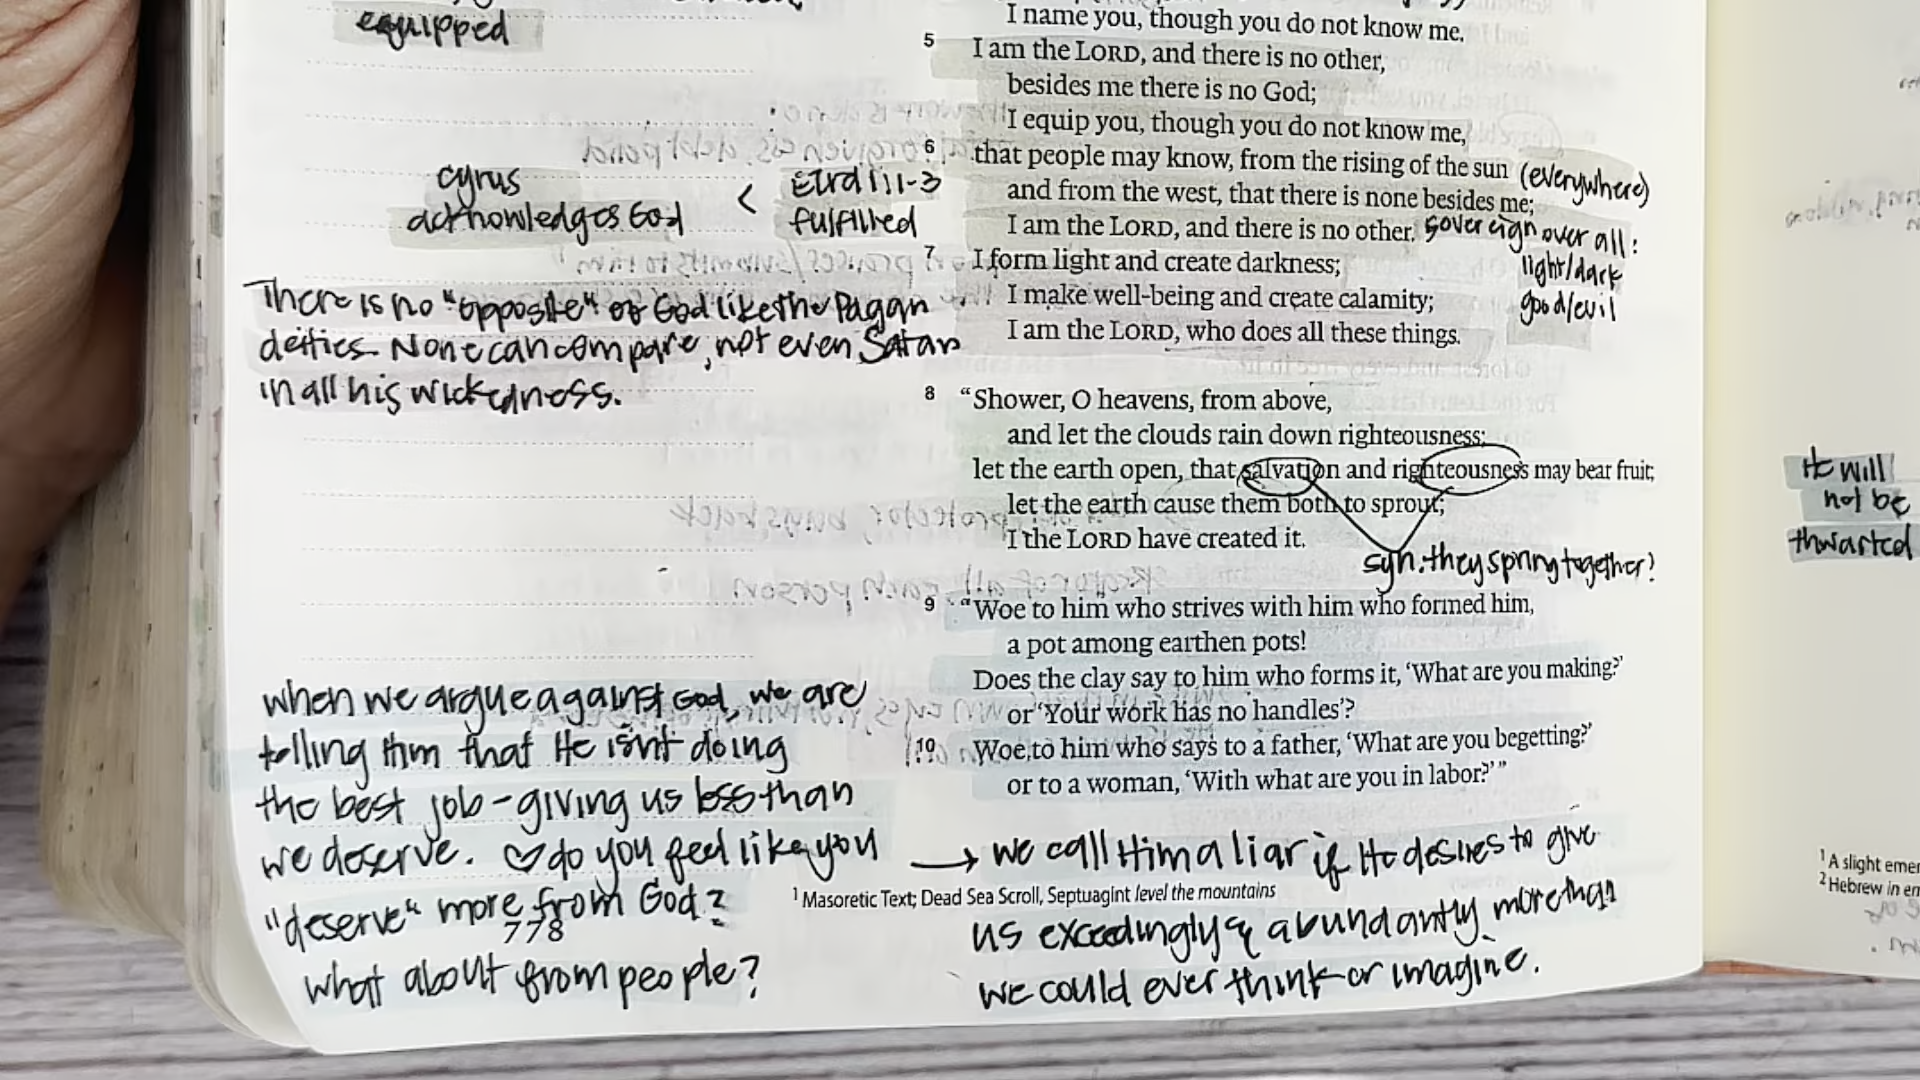 equipped
I name you, though you do not know me.
5 I am the LORD, and there is no other,
besides me there is no God;
I equip you, though you do not know me,
6 that people may know, from the rising of the sun (everywhere)
and from the west, that there is none besides me;
I am the LORD, and there is no other.
7 I form light and create darkness;
I make well-being and create calamity;
I am the LORD, who does all these things.
sovereign over all:
light/dark
good/evil
cyrus
acknowledges God
<
Ezra 1:1-3
fulfilled
There is no "opposite" of God like the Pagan
deities. None can compare, not even Satan
in all his wickedness.
8 “Shower, O heavens, from above,
and let the clouds rain down righteousness;
let the earth open, that salvation and righteousness may bear fruit;
let the earth cause them both to sprout;
I the LORD have created it.
syn: they spring together!
9 “Woe to him who strives with him who formed him,
a pot among earthen pots!
Does the clay say to him who forms it, ‘What are you making?’
or ‘Your work has no handles’?
10 Woe to him who says to a father, ‘What are you begetting?’
or to a woman, ‘With what are you in labor?’”
when we argue against God, we are
telling Him that He isn't doing
the best job - giving us less than
we deserve. ♡ do you feel like you
"deserve" more from God?
what about from people?
→ we call Him a liar if He desires to give
us exceedingly & abundantly more than
we could ever think or imagine.
1 Masoretic Text; Dead Sea Scroll, Septuagint level the mountains
778
He will
not be
thwarted
1 A slight eme
2 Hebrew in